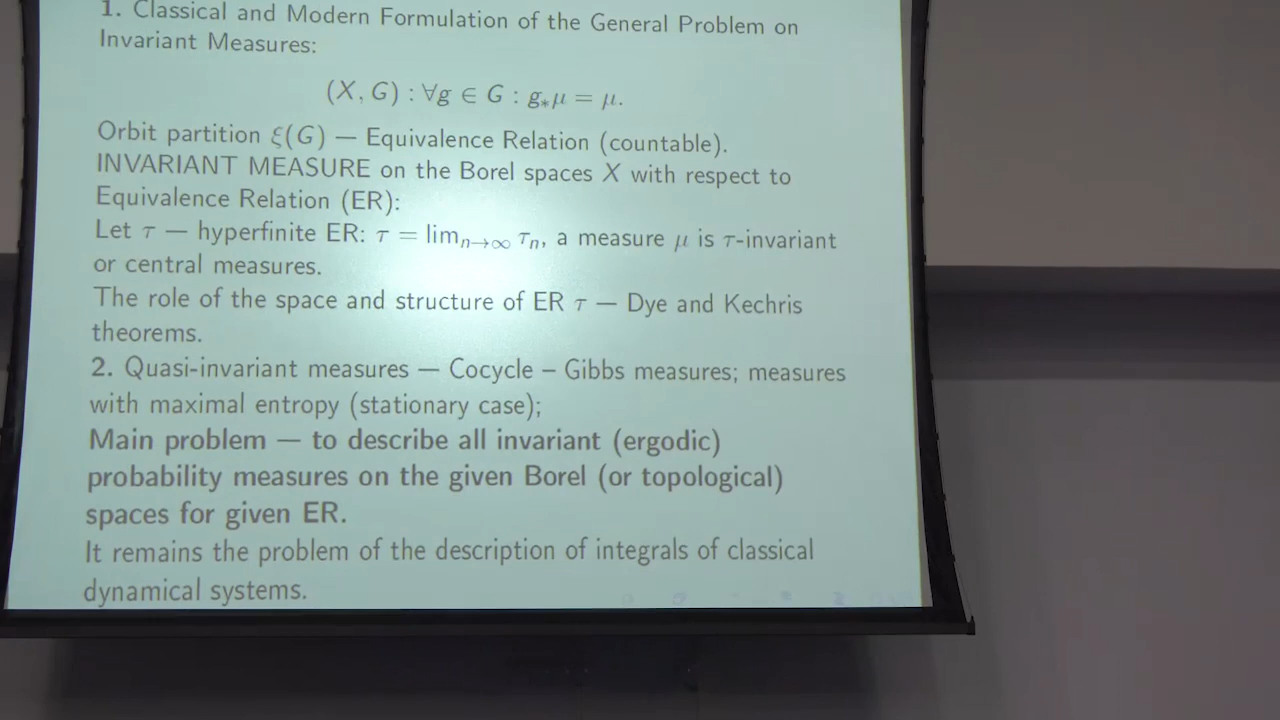 1. Classical and Modern Formulation of the General Problem on
Invariant Measures:
(X, G) : ∀g ∈ G : g∗μ = μ.
Orbit partition ξ(G) — Equivalence Relation (countable).
INVARIANT MEASURE on the Borel spaces X with respect to
Equivalence Relation (ER):
Let τ — hyperfinite ER: τ = limₙ→∞ τₙ, a measure μ is τ-invariant
or central measures.
The role of the space and structure of ER τ — Dye and Kechris
theorems.
2. Quasi-invariant measures — Cocycle – Gibbs measures; measures
with maximal entropy (stationary case);
Main problem — to describe all invariant (ergodic)
probability measures on the given Borel (or topological)
spaces for given ER.
It remains the problem of the description of integrals of classical
dynamical systems.